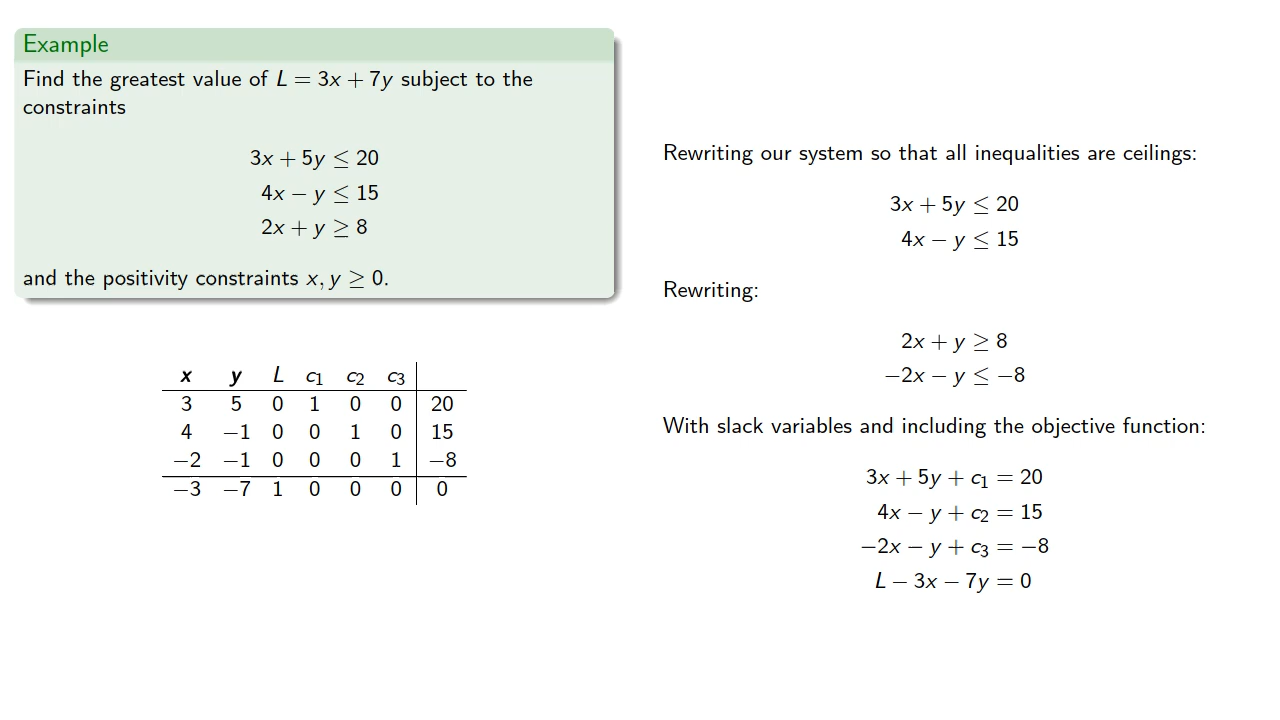 Example
Find the greatest value of L = 3x + 7y subject to the
constraints
3x + 5y ≤ 20
4x − y ≤ 15
2x + y ≥ 8
and the positivity constraints x, y ≥ 0.
x y L c₁ c₂ c₃
3 5 0 1 0 0 20
4 −1 0 0 1 0 15
−2 −1 0 0 0 1 −8
−3 −7 1 0 0 0 0
Rewriting our system so that all inequalities are ceilings:
3x + 5y ≤ 20
4x − y ≤ 15
Rewriting:
2x + y ≥ 8
−2x − y ≤ −8
With slack variables and including the objective function:
3x + 5y + c₁ = 20
4x − y + c₂ = 15
−2x − y + c₃ = −8
L − 3x − 7y = 0